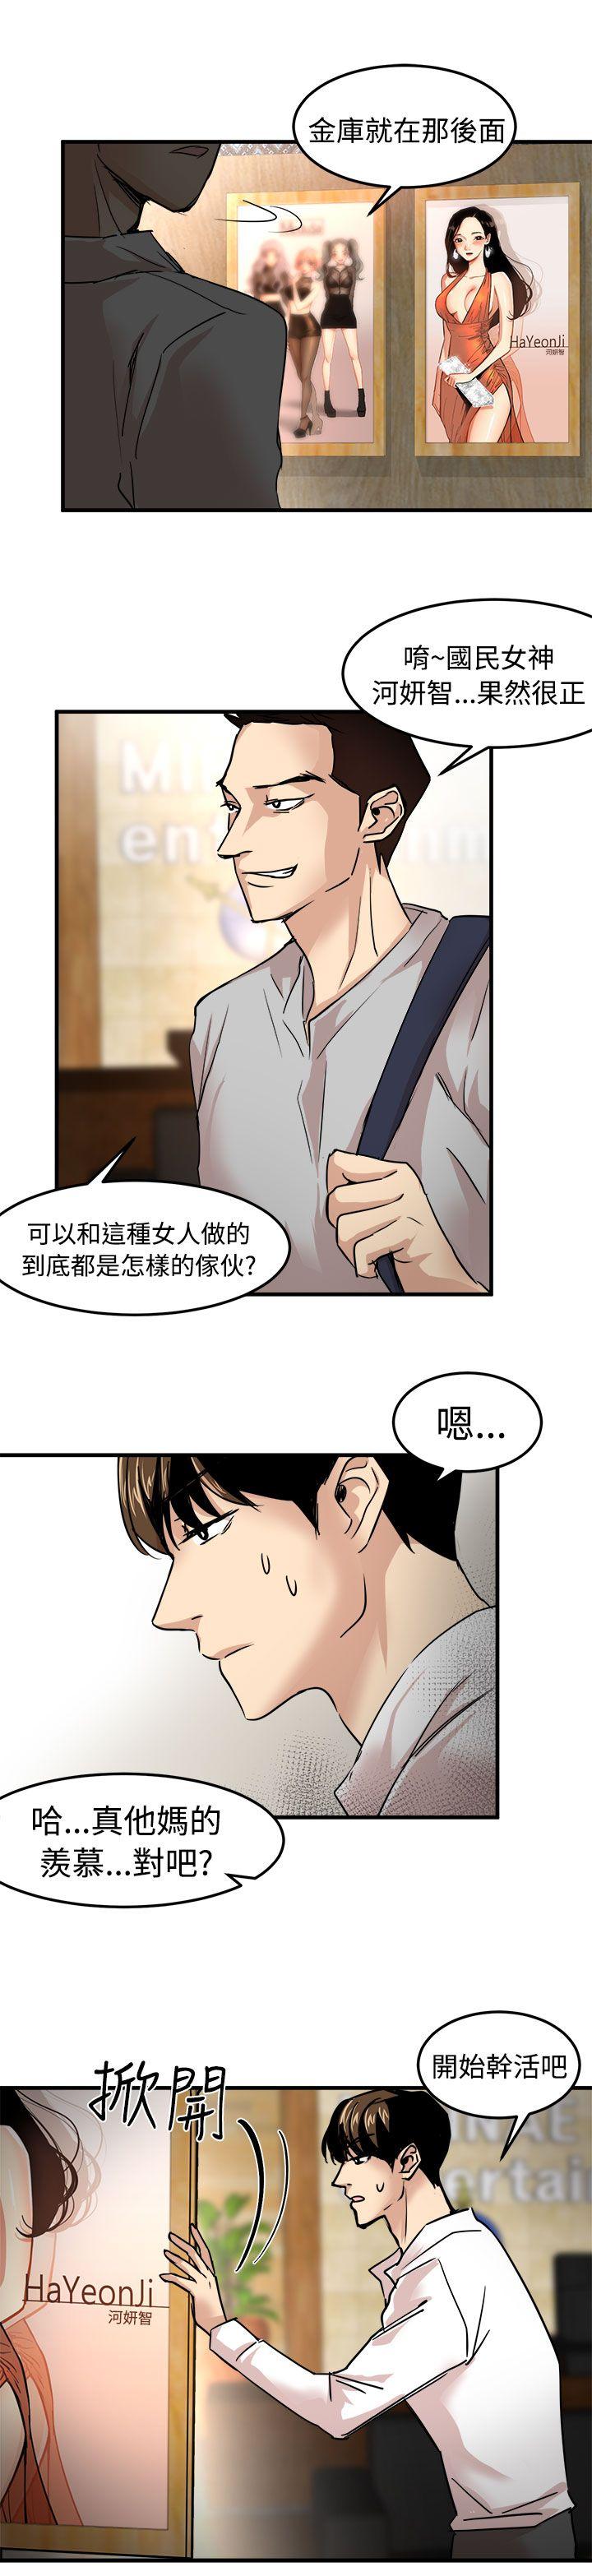 金庫就在那後面
HaYeonJi
河妍智
唷~國民女神
河妍智...果然很正
可以和這種女人做的
到底都是怎樣的傢伙?
嗯...
哈...真他媽的
羨慕...對吧?
開始幹活吧
掀開
HaYeonJi
河妍智